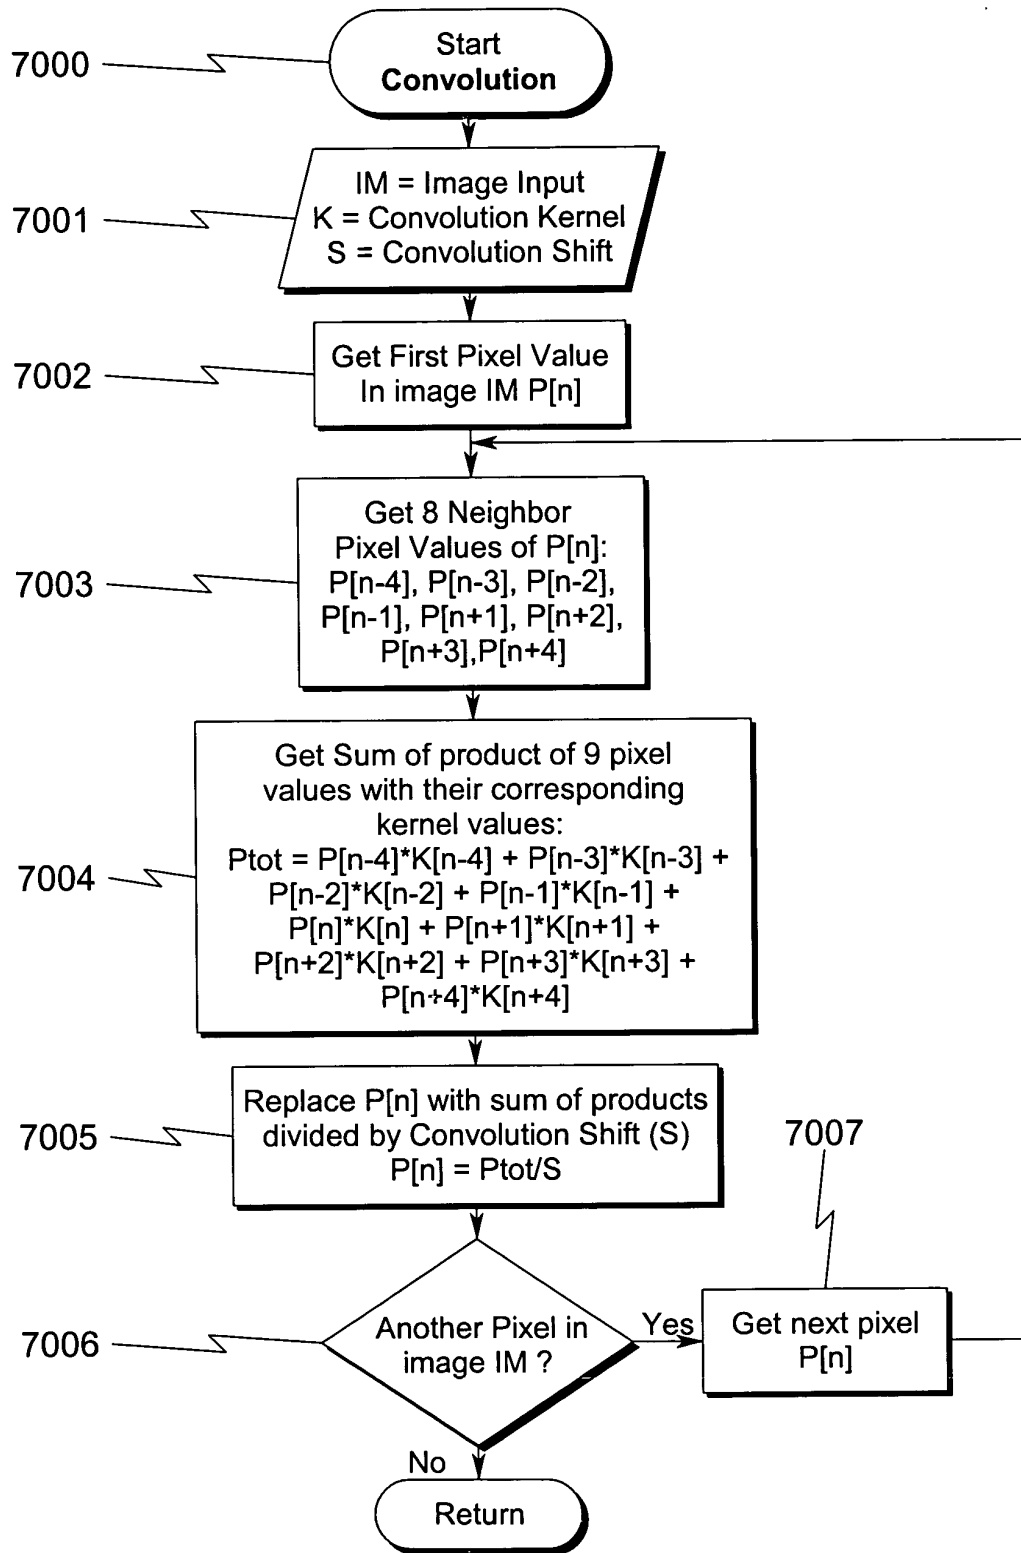 7000
Start
Convolution
7001
IM = Image Input
K = Convolution Kernel
S = Convolution Shift
7002
Get First Pixel Value
In image IM P[n]
7003
Get 8 Neighbor
Pixel Values of P[n]:
P[n-4], P[n-3], P[n-2],
P[n-1], P[n+1], P[n+2],
P[n+3],P[n+4]
7004
Get Sum of product of 9 pixel
values with their corresponding
kernel values:
Ptot = P[n-4]*K[n-4] + P[n-3]*K[n-3] +
P[n-2]*K[n-2] + P[n-1]*K[n-1] +
P[n]*K[n] + P[n+1]*K[n+1] +
P[n+2]*K[n+2] + P[n+3]*K[n+3] +
P[n+4]*K[n+4]
7005
Replace P[n] with sum of products
divided by Convolution Shift (S)
P[n] = Ptot/S
7007
7006
Another Pixel in
image IM ?
Yes
Get next pixel
P[n]
No
Return